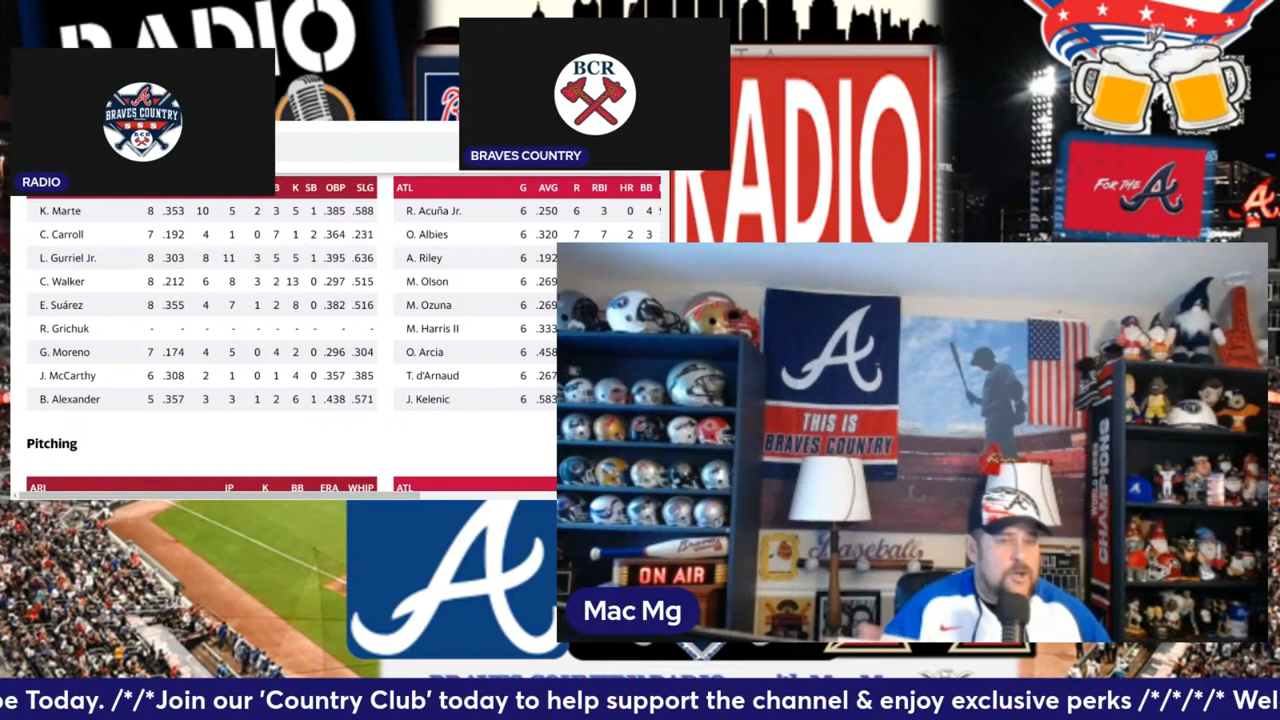 RADIO
BRAVES COUNTRY
BCR
RADIO
BCR
BRAVES COUNTRY
RADIO
FOR THE A
B K SB OBP SLG
K. Marte 8 .353 10 5 2 3 5 1 .385 .588
C. Carroll 7 .192 4 1 0 7 1 2 .364 .231
L. Gurriel Jr. 8 .303 8 11 3 5 5 1 .395 .636
C. Walker 8 .212 6 8 3 2 13 0 .297 .515
E. Suárez 8 .355 4 7 1 2 8 0 .382 .516
R. Grichuk - - - - - - - - - -
G. Moreno 7 .174 4 5 0 4 2 0 .296 .304
J. McCarthy 6 .308 2 1 0 1 4 0 .357 .385
B. Alexander 5 .357 3 3 1 2 6 1 .438 .571
ATL G AVG R RBI HR BB
R. Acuña Jr. 6 .250 6 3 0 4
O. Albies 6 .320 7 7 2 3
A. Riley 6 .192
M. Olson 6 .269
M. Ozuna 6 .269
M. Harris II 6 .333
O. Arcia 6 .458
T. d'Arnaud 6 .267
J. Kelenic 6 .583
Pitching
ARI IP K BB ERA WHIP
ATL
A
THIS IS
BRAVES COUNTRY
CHAMPIONS
Braves
Baseball
ON AIR
Mac Mg
A
be Today. /*/*Join our 'Country Club' today to help support the channel & enjoy exclusive perks /*/*/*/* Wel